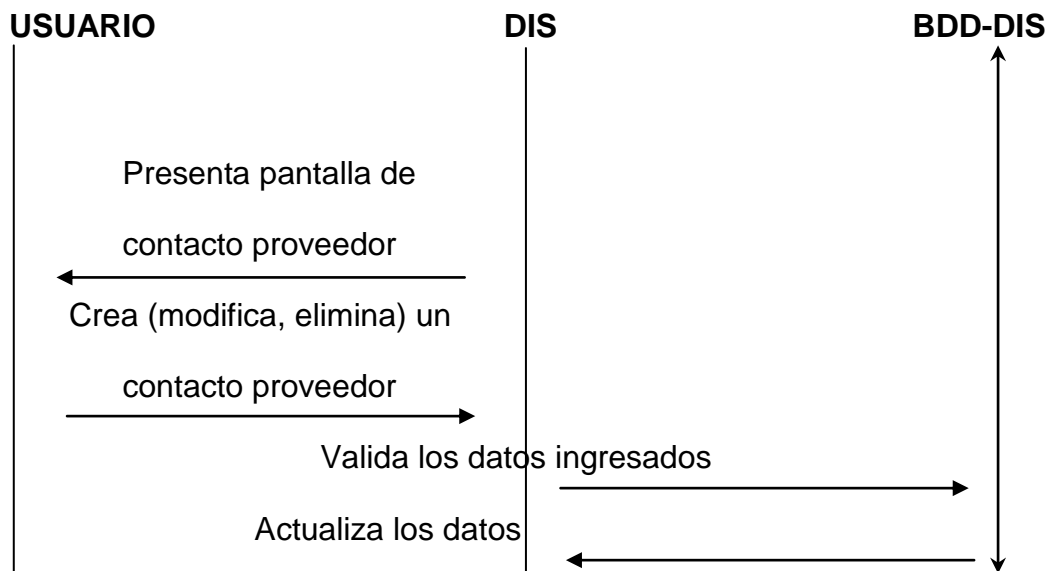 USUARIO DIS BDD-DIS
Presenta pantalla de
contacto proveedor
Crea (modifica, elimina) un
contacto proveedor
Valida los datos ingresados
Actualiza los datos